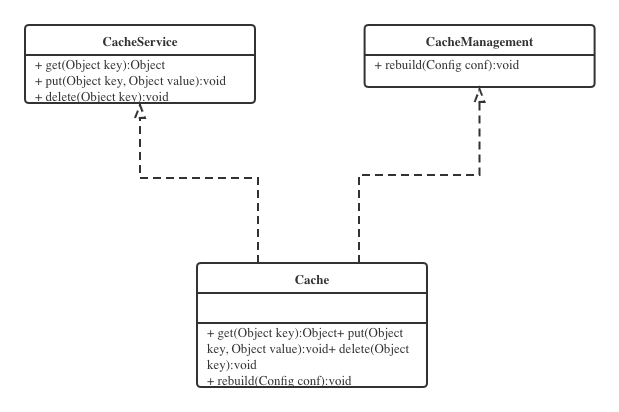 CacheService
+ get(Object key):Object
+ put(Object key, Object value):void
+ delete(Object key):void
CacheManagement
+ rebuild(Config conf):void
Cache
+ get(Object key):Object+ put(Object
key, Object value):void+ delete(Object
key):void
+ rebuild(Config conf):void